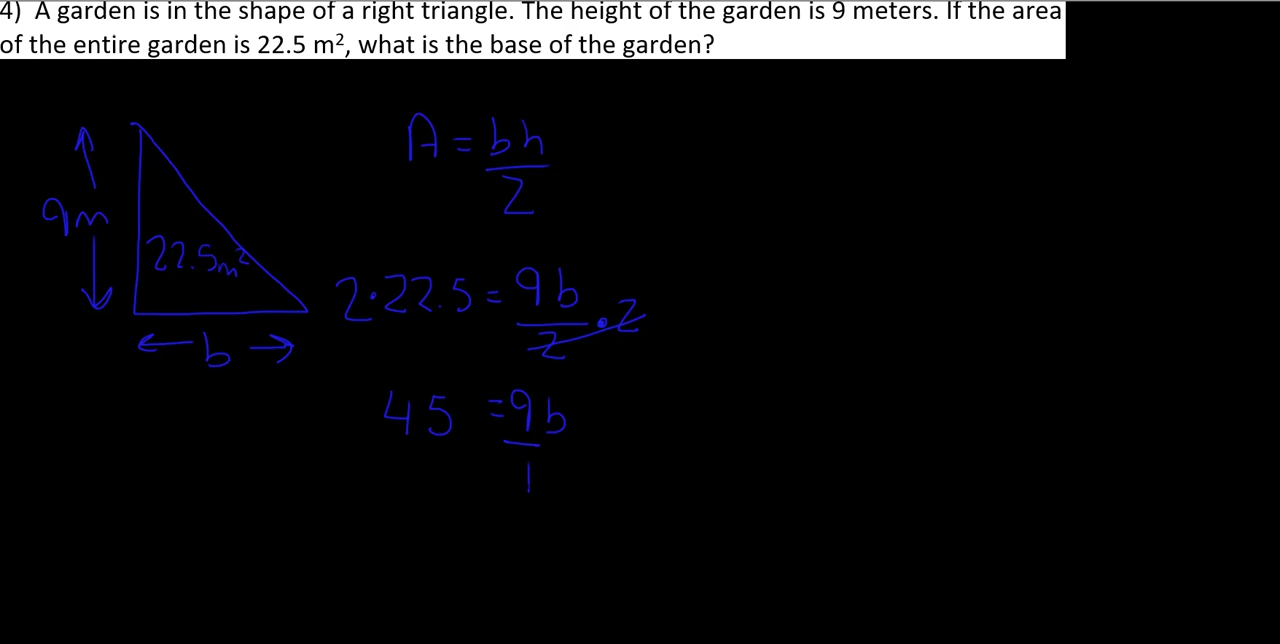 4) A garden is in the shape of a right triangle. The height of the garden is 9 meters. If the area
of the entire garden is 22.5 m², what is the base of the garden?
A = bh
2
9m
22.5m²
2·22.5 = 9b
2 · 2
b
45 = 9b
1